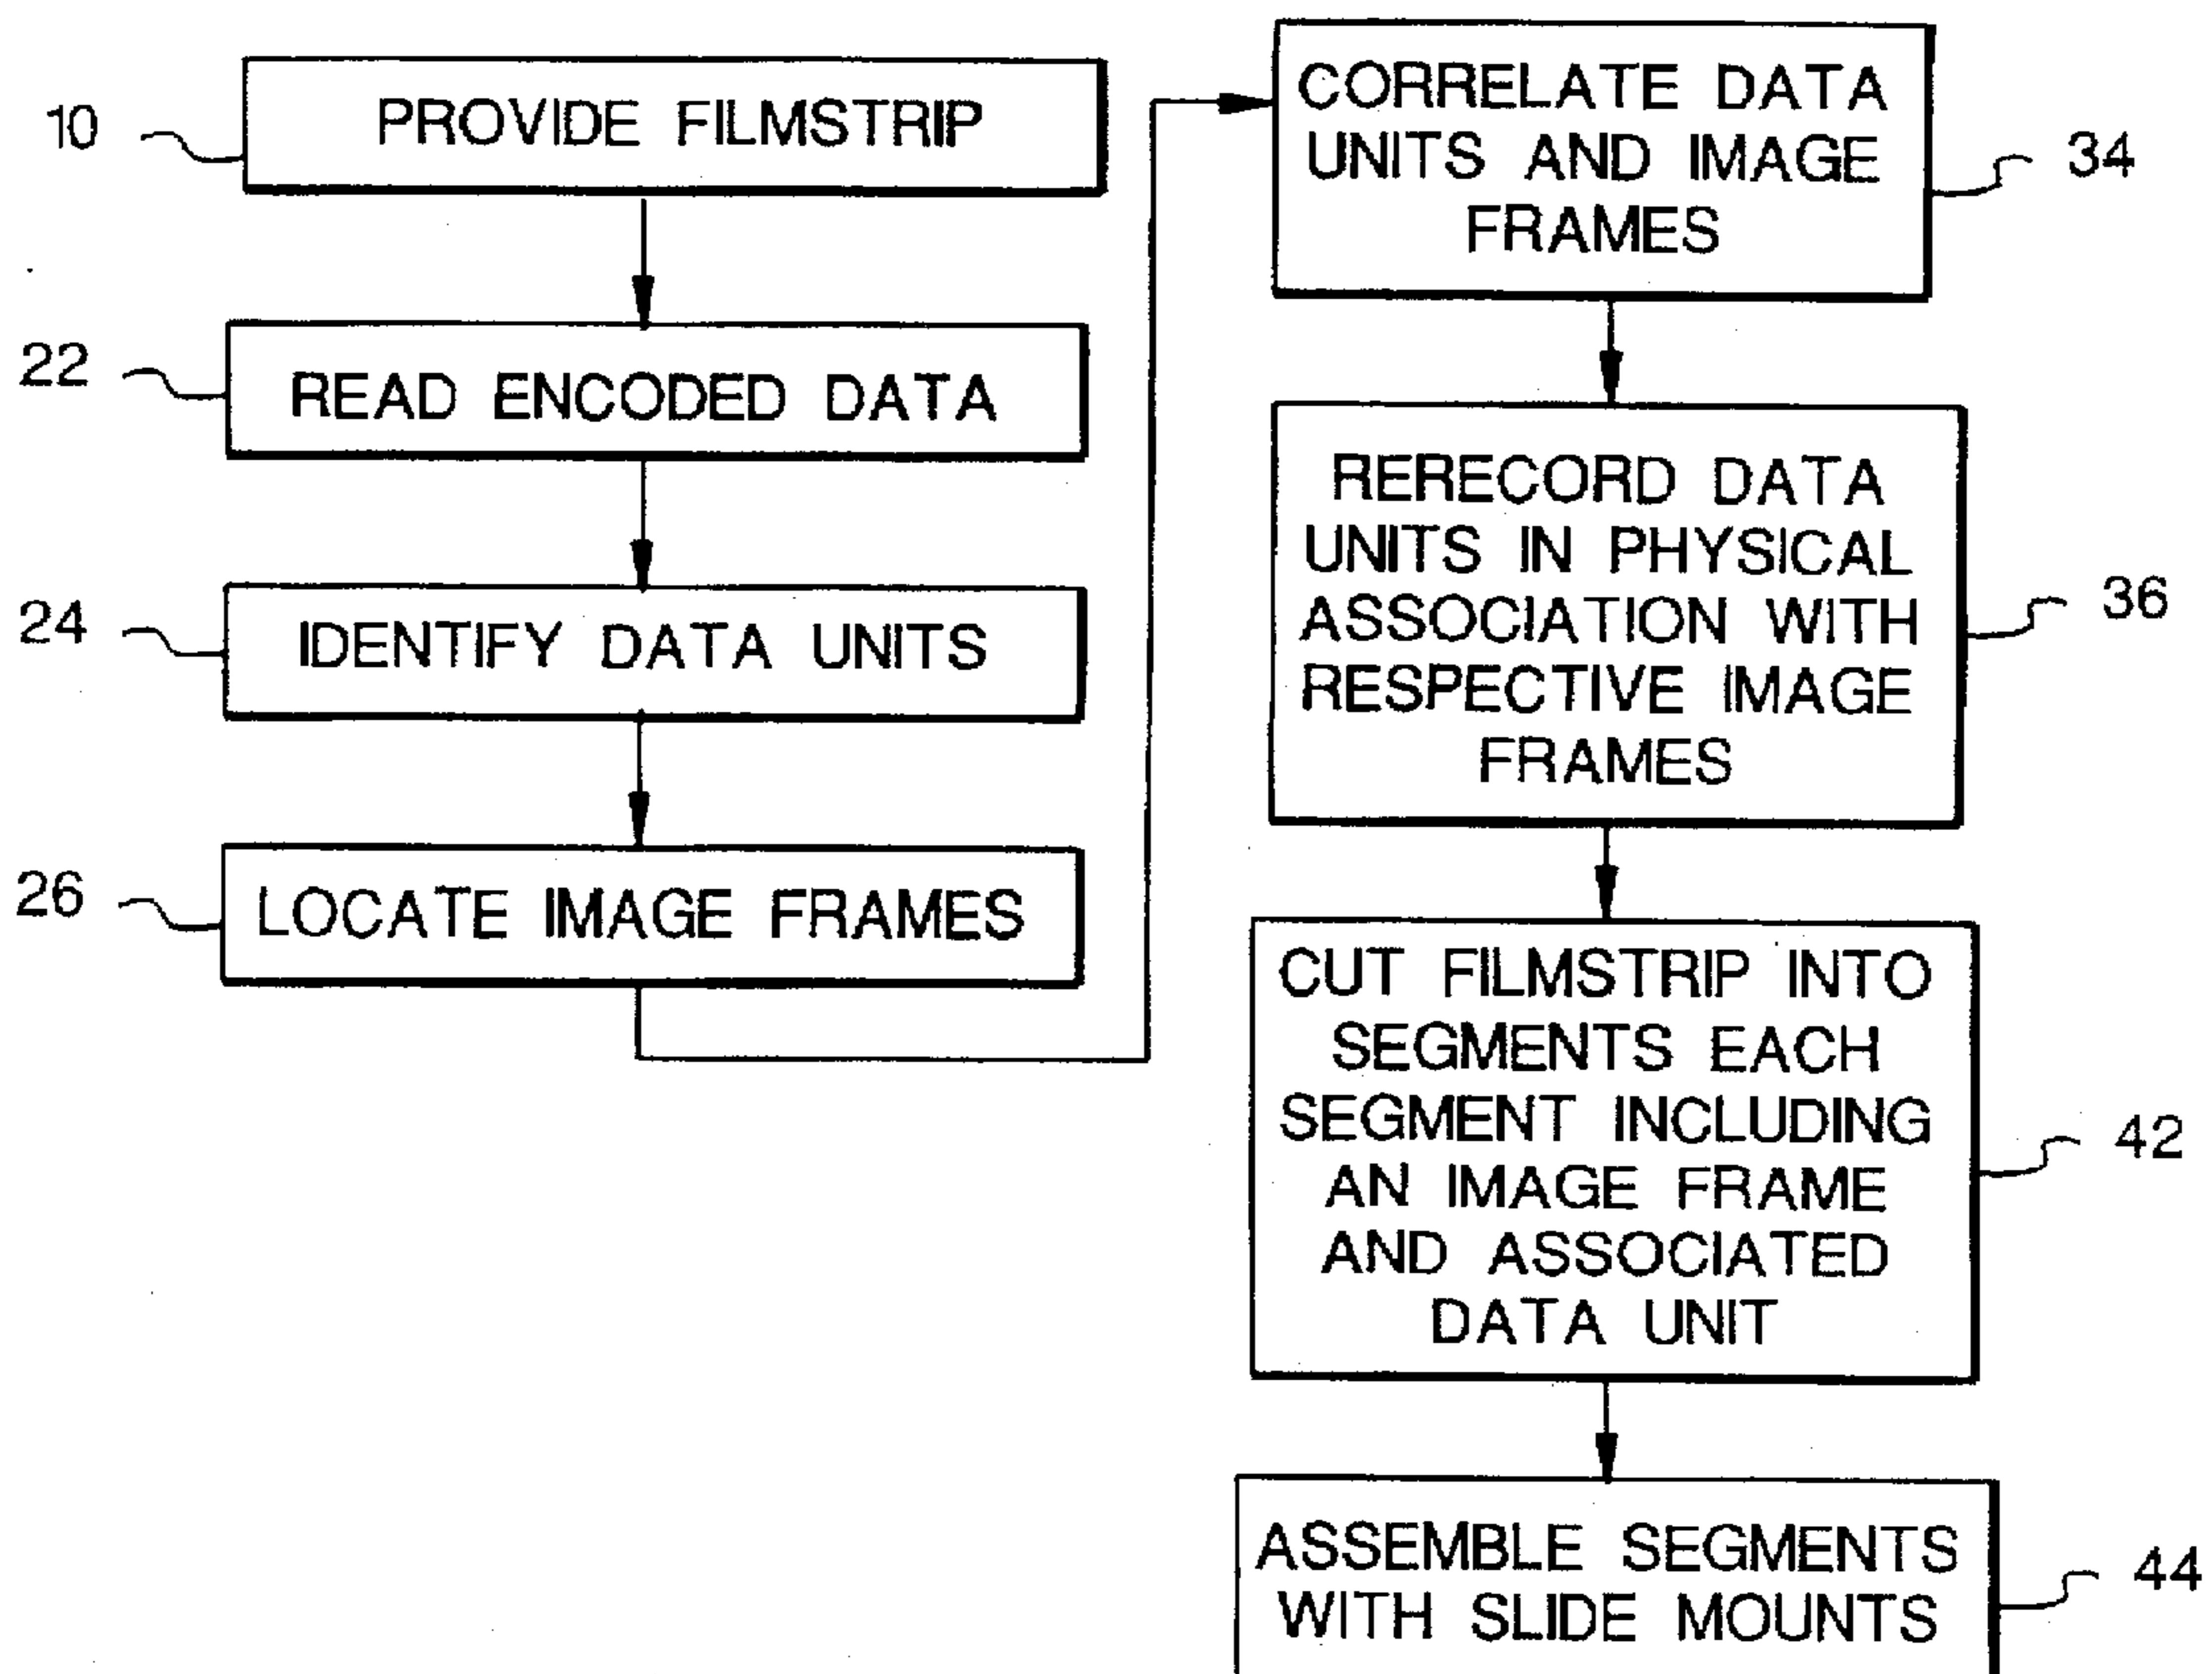 10
PROVIDE FILMSTRIP
22
READ ENCODED DATA
24
IDENTIFY DATA UNITS
26
LOCATE IMAGE FRAMES
CORRELATE DATA
UNITS AND IMAGE
FRAMES
34
RERECORD DATA
UNITS IN PHYSICAL
ASSOCIATION WITH
RESPECTIVE IMAGE
FRAMES
36
CUT FILMSTRIP INTO
SEGMENTS EACH
SEGMENT INCLUDING
AN IMAGE FRAME
AND ASSOCIATED
DATA UNIT
42
ASSEMBLE SEGMENTS
WITH SLIDE MOUNTS
44